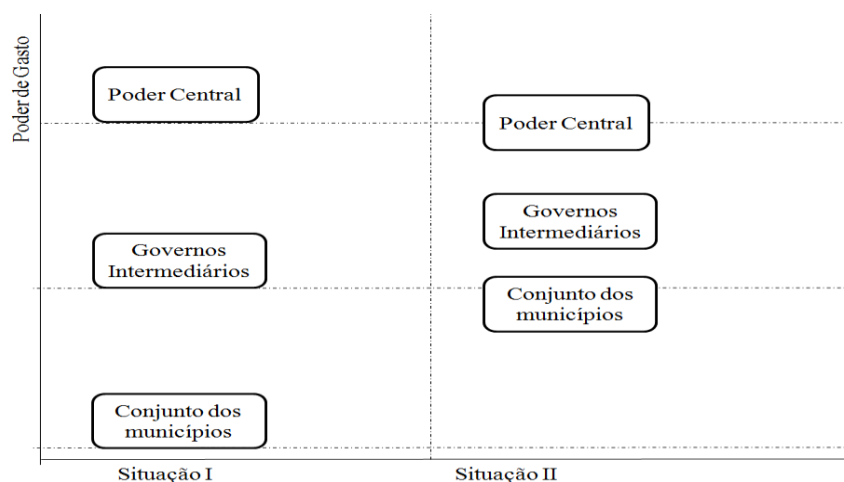 Poder de Gasto
Poder Central
Governos
Intermediários
Conjunto dos
municípios
Poder Central
Governos
Intermediários
Conjunto dos
municípios
Situação I
Situação II